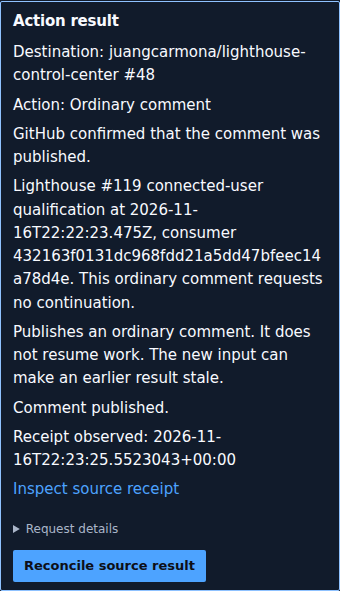 Action result
Destination: juangcarmona/lighthouse-
control-center #48
Action: Ordinary comment
GitHub confirmed that the comment was
published.
Lighthouse #119 connected-user
qualification at 2026-11-
16T22:22:23.475Z, consumer
432163f0131dc968fdd21a5dd47bfeec14
a78d4e. This ordinary comment requests
no continuation.
Publishes an ordinary comment. It does
not resume work. The new input can
make an earlier result stale.
Comment published.
Receipt observed: 2026-11-
16T22:23:25.5523043+00:00
Inspect source receipt
Request details
Reconcile source result